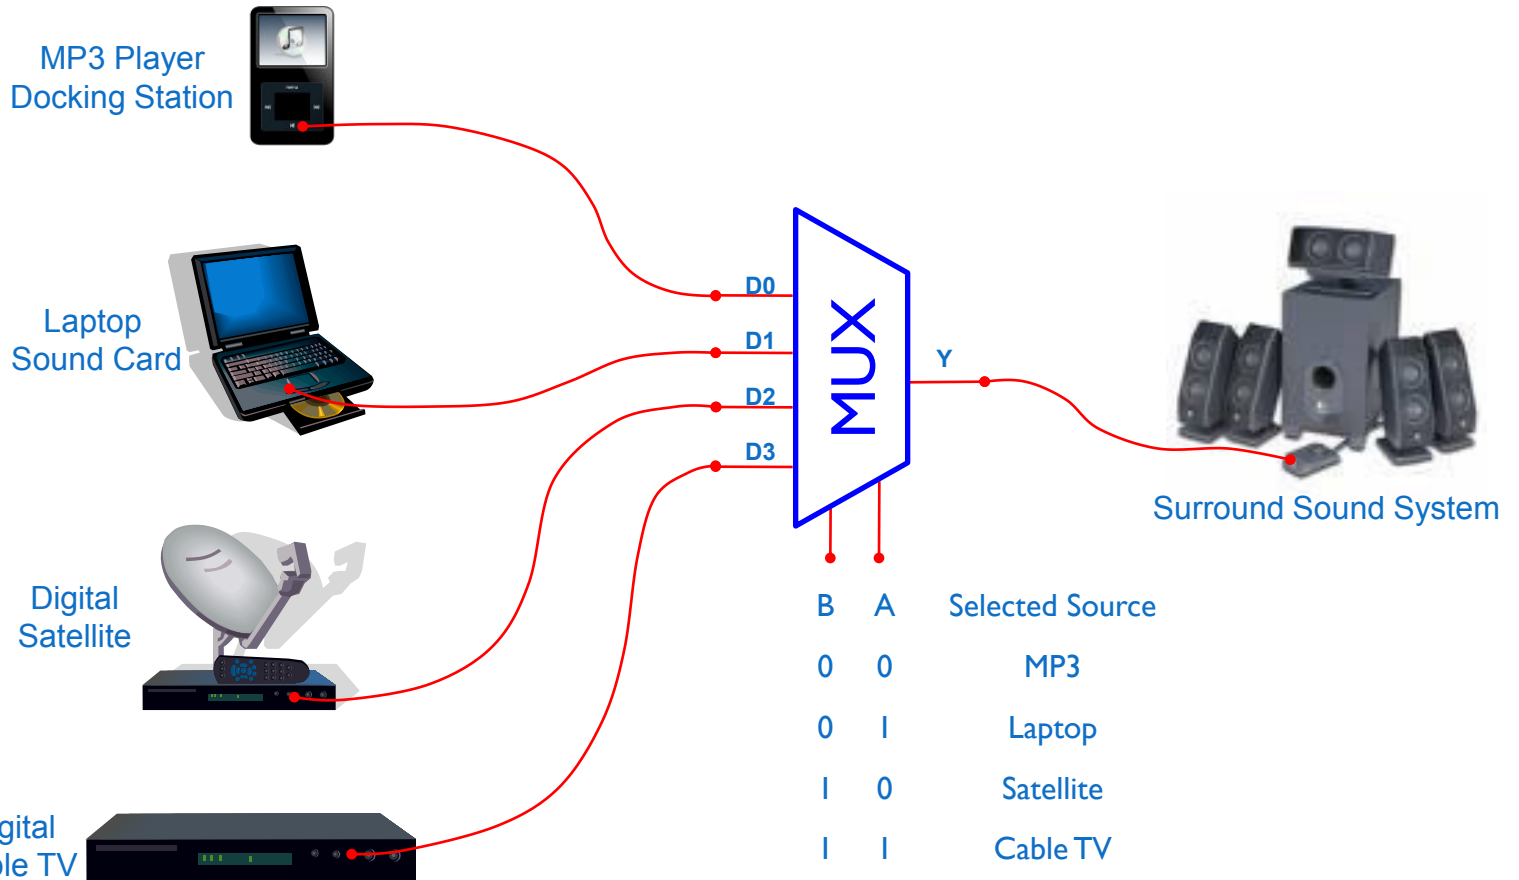 MP3 Player
Docking Station
Laptop
Sound Card
Digital
Satellite
gital
le TV
D0
D1
D2
D3
MUX
Y
Surround Sound System
B A Selected Source
0 0 MP3
0 1 Laptop
1 0 Satellite
1 1 Cable TV